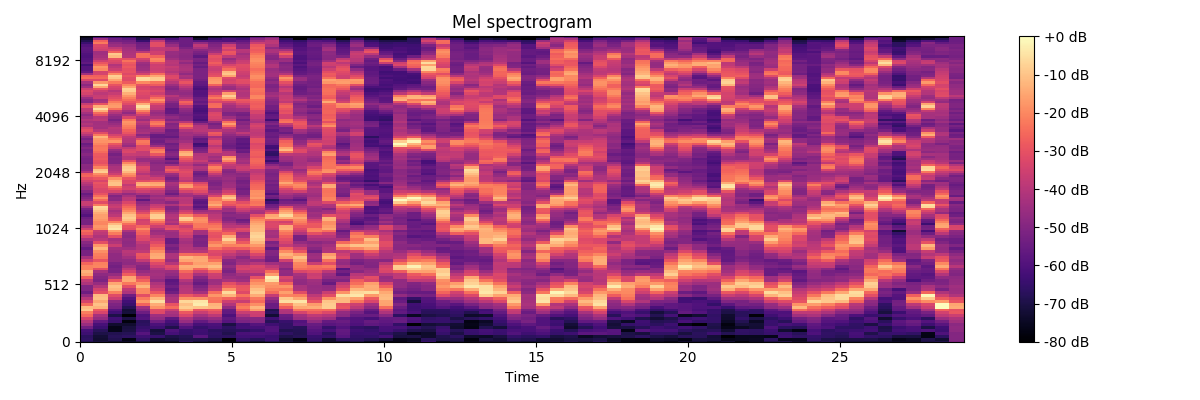 Mel spectrogram
8192
4096
2048
1024
512
0
Hz
0 5 10 15 20 25
Time
+0 dB
-10 dB
-20 dB
-30 dB
-40 dB
-50 dB
-60 dB
-70 dB
-80 dB